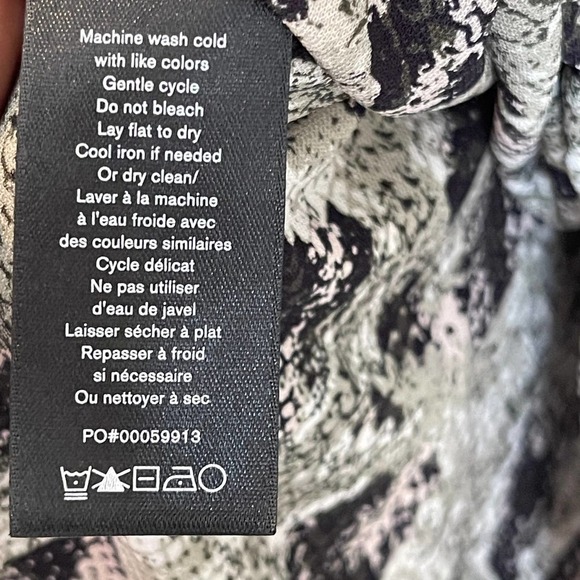 Machine wash cold
with like colors
Gentle cycle
Do not bleach
Lay flat to dry
Cool iron if needed
Or dry clean/
Laver à la machine
à l'eau froide avec
des couleurs similaires
Cycle délicat
Ne pas utiliser
d'eau de javel
Laisser sécher à plat
Repasser à froid
si nécessaire
Ou nettoyer à sec
PO#00059913